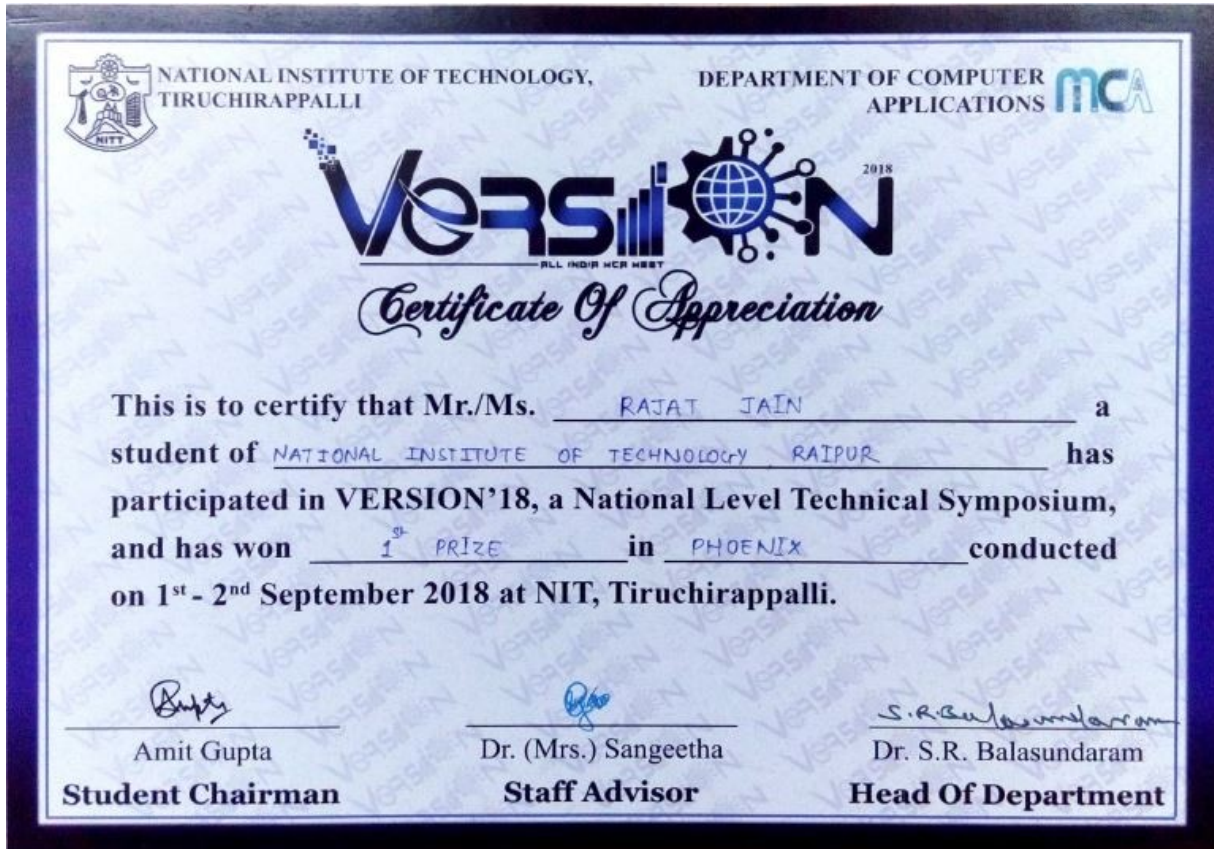 NATIONAL INSTITUTE OF TECHNOLOGY,
TIRUCHIRAPPALLI
NITT
DEPARTMENT OF COMPUTER
APPLICATIONS
MCA
VERSION
2018
ALL INDIA MCA MEET
Certificate Of Appreciation
This is to certify that Mr./Ms. RAJAT JAIN a
student of NATIONAL INSTITUTE OF TECHNOLOGY RAIPUR has
participated in VERSION'18, a National Level Technical Symposium,
and has won 1st PRIZE in PHOENIX conducted
on 1st - 2nd September 2018 at NIT, Tiruchirappalli.
AGupta
S.R.Balasundaram
Amit Gupta
Dr. (Mrs.) Sangeetha
Dr. S.R. Balasundaram
Student Chairman
Staff Advisor
Head Of Department